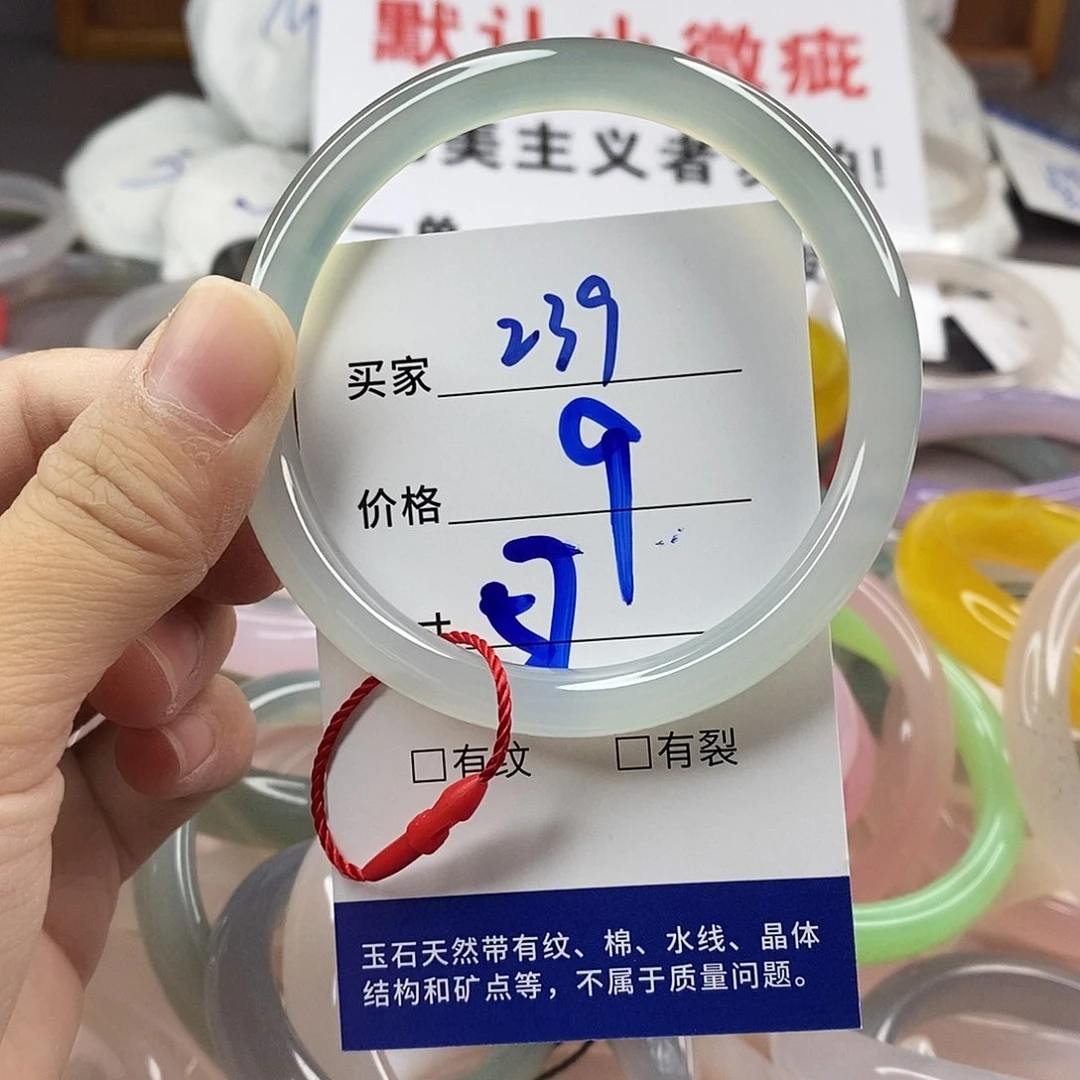 默认小微疵
美主义者
买家 239
价格 9
寸
□有纹 □有裂
玉石天然带有纹、棉、水线、晶体
结构和矿点等，不属于质量问题。